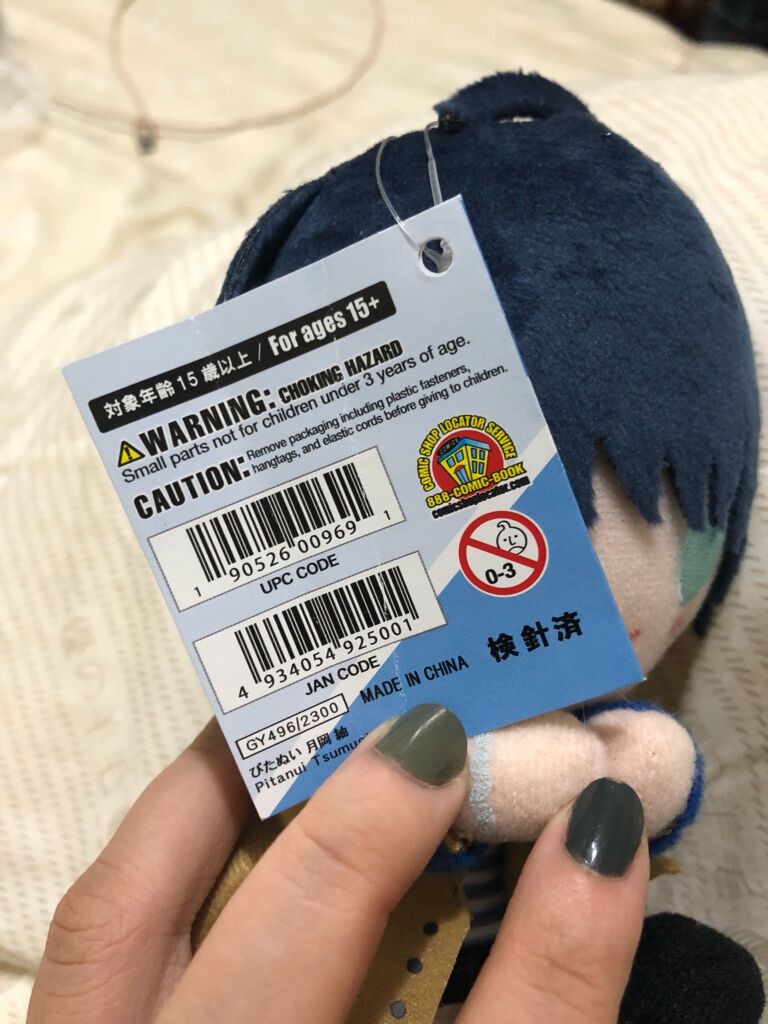 対象年齢15歳以上 / For ages 15+
WARNING: CHOKING HAZARD
Small parts not for children under 3 years of age.
CAUTION: Remove packaging including plastic fasteners,
hangtags, and elastic cords before giving to children.
COMIC SHOP LOCATOR SERVICE
COMICS
888-COMIC-BOOK
comicshoplocator.com
1 90526 00969 1
UPC CODE
0-3
4 934054 925001
JAN CODE
MADE IN CHINA
検針済
GY496/2300
ぴたぬい 月岡 紬
Pitanui Tsumu